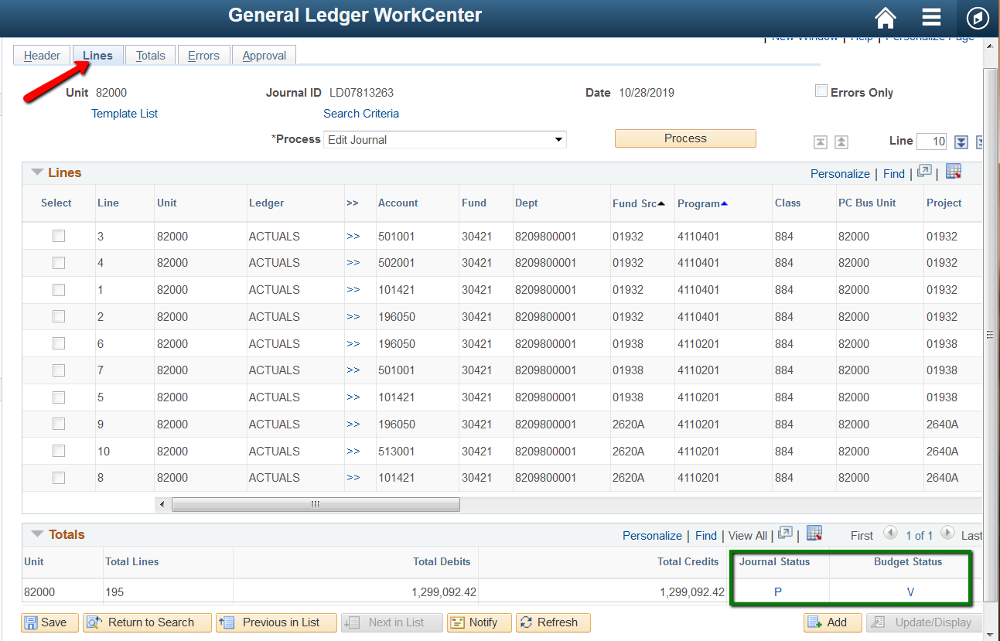 General Ledger WorkCenter
New Window | Help | Personalize Page
Header Lines Totals Errors Approval
Unit 82000 Journal ID LD07813263 Date 10/28/2019 Errors Only
Template List Search Criteria
*Process Edit Journal Process Line 10
Lines Personalize | Find |
Select Line Unit Ledger >> Account Fund Dept Fund Src Program Class PC Bus Unit Project
3 82000 ACTUALS >> 501001 30421 8209800001 01932 4110401 884 82000 01932
4 82000 ACTUALS >> 502001 30421 8209800001 01932 4110401 884 82000 01932
1 82000 ACTUALS >> 101421 30421 8209800001 01932 4110401 884 82000 01932
2 82000 ACTUALS >> 196050 30421 8209800001 01932 4110401 884 82000 01932
6 82000 ACTUALS >> 196050 30421 8209800001 01938 4110201 884 82000 01938
7 82000 ACTUALS >> 501001 30421 8209800001 01938 4110201 884 82000 01938
5 82000 ACTUALS >> 101421 30421 8209800001 01938 4110201 884 82000 01938
9 82000 ACTUALS >> 196050 30421 8209800001 2620A 4110201 884 82000 2640A
10 82000 ACTUALS >> 513001 30421 8209800001 2620A 4110201 884 82000 2640A
8 82000 ACTUALS >> 101421 30421 8209800001 2620A 4110201 884 82000 2640A
Totals Personalize | Find | View All | | First 1 of 1 Last
Unit Total Lines Total Debits Total Credits Journal Status Budget Status
82000 195 1,299,092.42 1,299,092.42 P V
Save Return to Search Previous in List Next in List Notify Refresh Add Update/Display